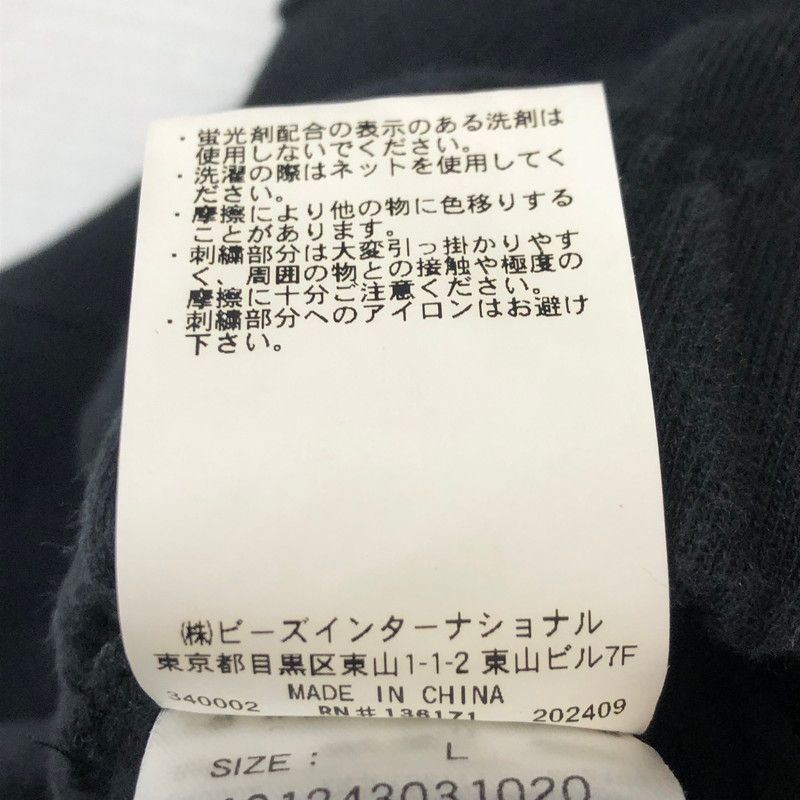 ・蛍光剤配合の表示のある洗剤は
使用しないでください。
・洗濯の際はネットを使用してく
ださい。
・摩擦により他の物に色移りする
ことがあります。
・刺繍部分は大変引っ掛かりやす
く、周囲の物との接触や極度の
摩擦に十分ご注意ください。
・刺繍部分へのアイロンはお避け
下さい。
㈱ビーズインターナショナル
東京都目黒区東山1-1-2 東山ビル7F
MADE IN CHINA
340002 RN# 136171 202409
SIZE : L
101243031020